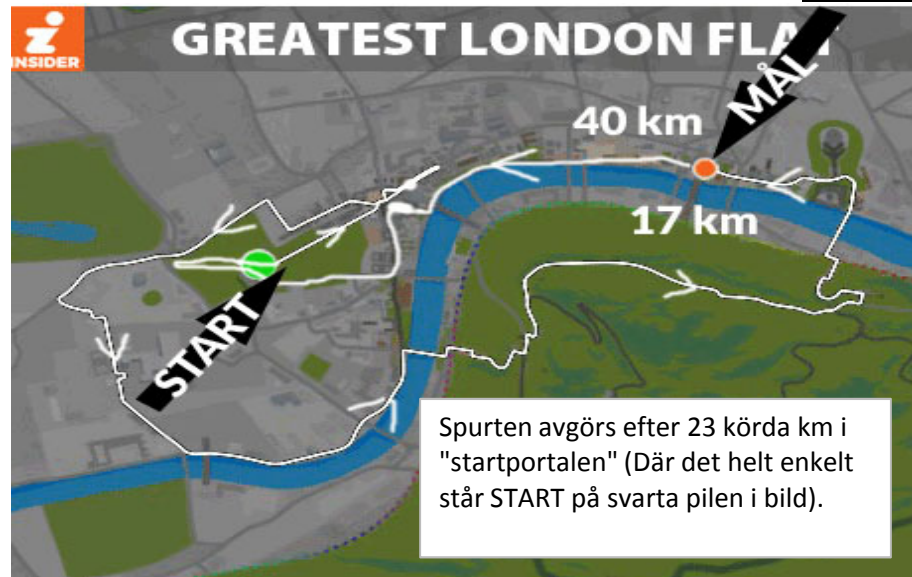 INSIDER
GREATEST LONDON FLAT
MÅL
40 km
17 km
START
Spurten avgörs efter 23 körda km i
"startportalen" (Där det helt enkelt
står START på svarta pilen i bild).